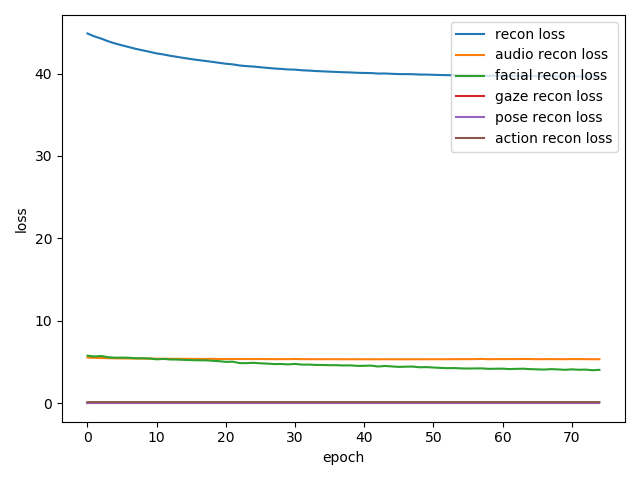 recon loss
audio recon loss
facial recon loss
gaze recon loss
pose recon loss
action recon loss
40
30
20
10
0
loss
0 10 20 30 40 50 60 70
epoch